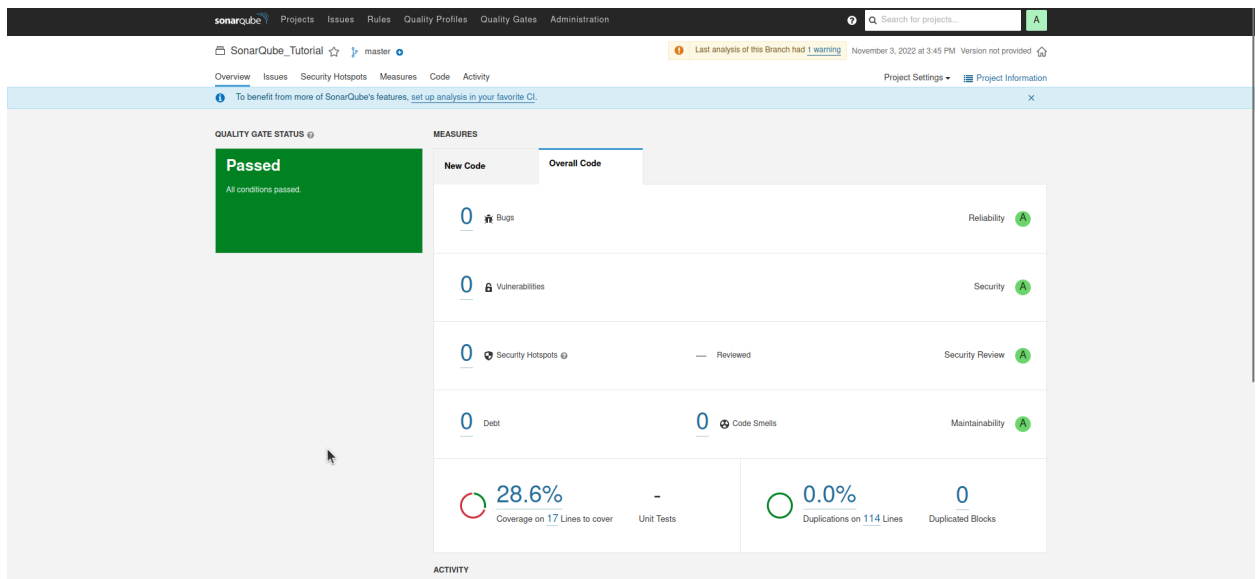 sonarqube Projects Issues Rules Quality Profiles Quality Gates Administration ? Search for projects... A
SonarQube_Tutorial master Last analysis of this Branch had 1 warning November 3, 2022 at 3:45 PM Version not provided
Overview Issues Security Hotspots Measures Code Activity Project Settings Project Information
To benefit from more of SonarQube's features, set up analysis in your favorite CI.
QUALITY GATE STATUS
Passed
All conditions passed.
MEASURES
New Code Overall Code
0 Bugs Reliability A
0 Vulnerabilities Security A
0 Security Hotspots — Reviewed Security Review A
0 Debt 0 Code Smells Maintainability A
28.6% - 0.0% 0
Coverage on 17 Lines to cover Unit Tests Duplications on 114 Lines Duplicated Blocks
ACTIVITY